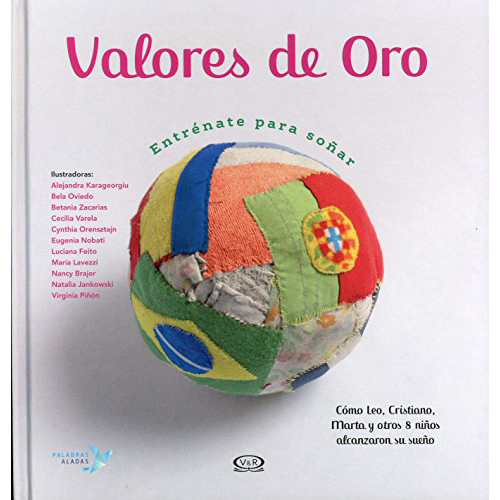 Valores de Oro
Entrénate para soñar
Ilustradoras:
Alejandra Karageorgiu
Bela Oviedo
Betania Zacarias
Cecilia Varela
Cynthia Orensztajn
Eugenia Nobati
Luciana Feito
María Lavezzi
Nancy Brajer
Natalia Jankowski
Virginia Piñón
Cómo Leo, Cristiano,
Marta y otros 8 niños
alcanzaron su sueño
PALABRAS
ALADAS
V&R